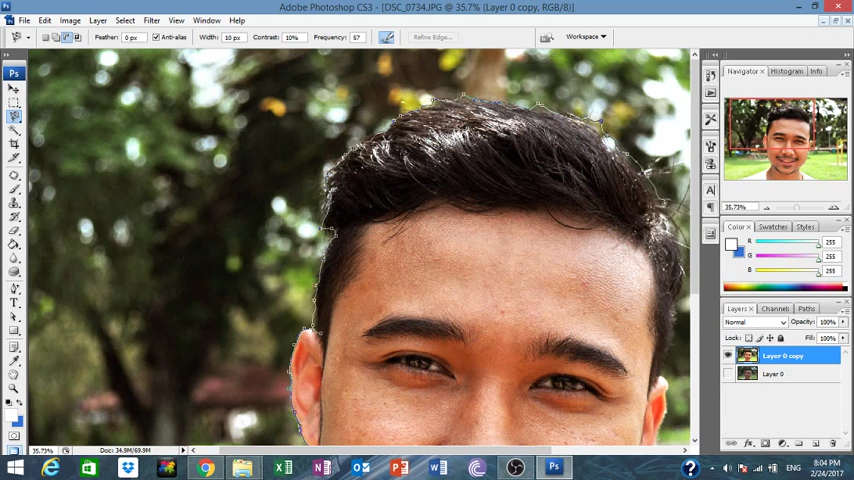 Adobe Photoshop CS3 - [DSC_0734.JPG @ 35.7% (Layer 0 copy, RGB/8)]
File Edit Image Layer Select Filter Analysis View Window Help
Feather: 0 px Anti-alias Width: 10 px Contrast: 10% Frequency: 57 Refine Edge... Workspace
Ps
Navigator Histogram Info
35.73%
Color Swatches Styles
R 255
G 255
B 255
Layers Channels Paths
Normal Opacity: 100%
Lock: Fill: 100%
Layer 0 copy
Layer 0
35.73% Doc: 34.9M/69.9M
ENG 8:04 PM
2/24/2017